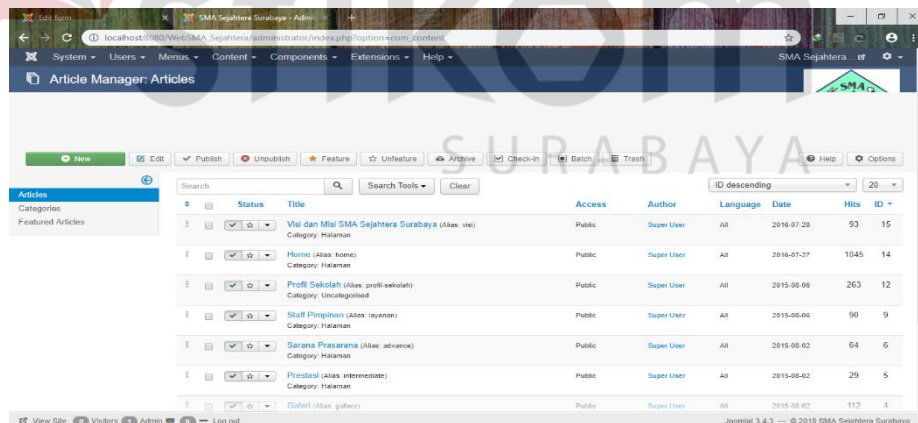 Edit form
SMA Sejahtera Surabaya - Admi
localhost:8080/WebSMA_Sejahtera/administrator/index.php?option=com_content
System Users Menus Content Components Extensions Help SMA Sejahtera...
Article Manager: Articles
SMA
SURABAYA
New Edit Publish Unpublish Feature Unfeature Archive Check-in Batch Trash Help Options
Search Search Tools Clear ID descending 20
Articles
Categories
Featured Articles
Status Title Access Author Language Date Hits ID
Visi dan Misi SMA Sejahtera Surabaya (Alias: visi) Public Super User All 2016-07-28 93 15
Category: Halaman
Home (Alias: home) Public Super User All 2016-07-27 1045 14
Category: Halaman
Profil Sekolah (Alias: profil-sekolah) Public Super User All 2015-08-06 263 12
Category: Uncategorised
Staff Pimpinan (Alias: layanan) Public Super User All 2015-08-06 90 9
Category: Halaman
Sarana Prasarana (Alias: advance) Public Super User All 2015-08-02 64 6
Category: Halaman
Prestasi (Alias: intermediate) Public Super User All 2015-08-02 29 5
Category: Halaman
Galeri (Alias: gallery) Public Super User All 2015-08-02 112 4
View Site 0 Visitors 1 Admin 0 Log out Joomla! 3.4.3 — © 2018 SMA Sejahtera Surabaya